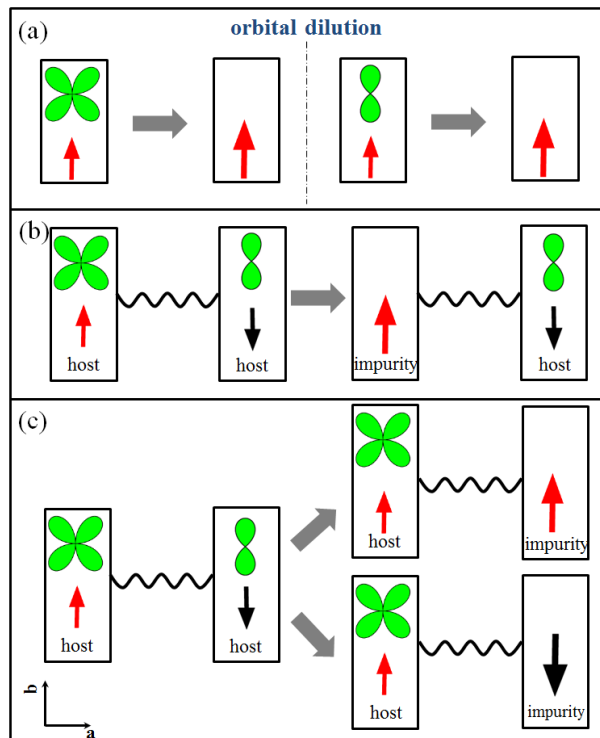 orbital dilution
(a)
(b)
host
host
impurity
host
(c)
host
impurity
host
host
host
impurity
b
a